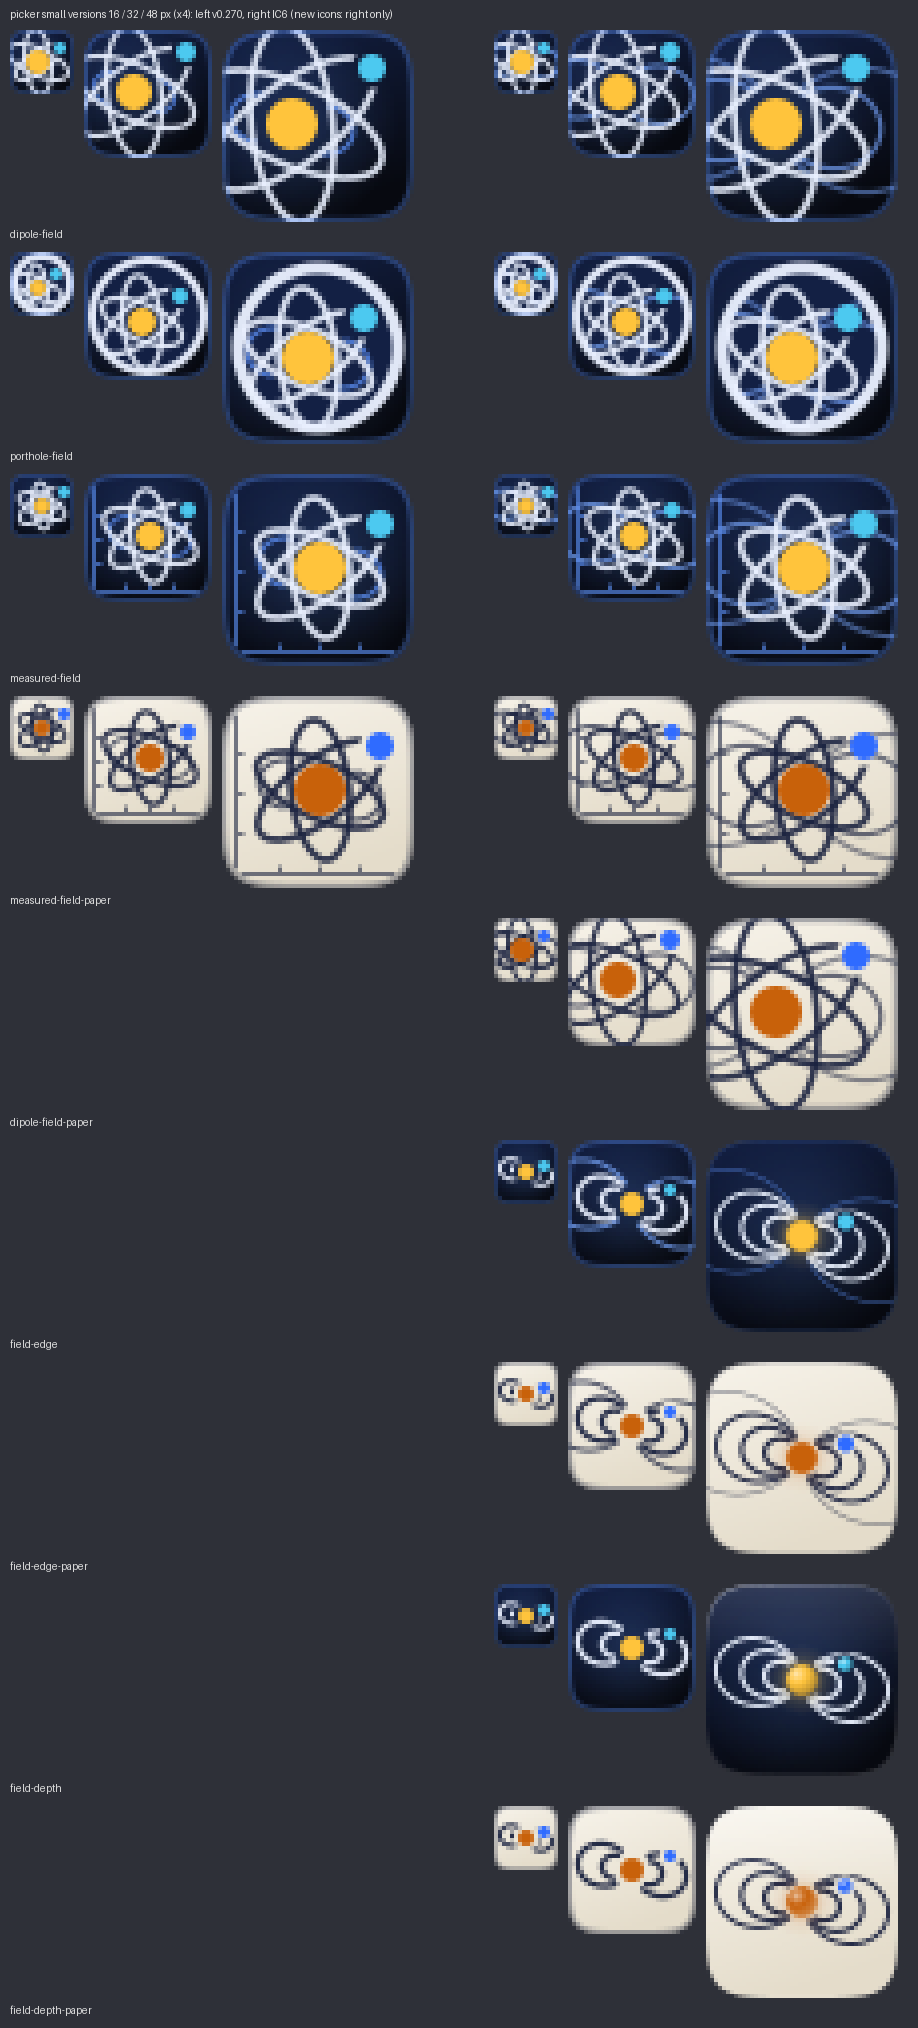 picker small versions 16 / 32 / 48 px (x4): left v0.270, right IC6 (new icons: right only)
dipole-field
porthole-field
measured-field
measured-field-paper
dipole-field-paper
field-edge
field-edge-paper
field-depth
field-depth-paper